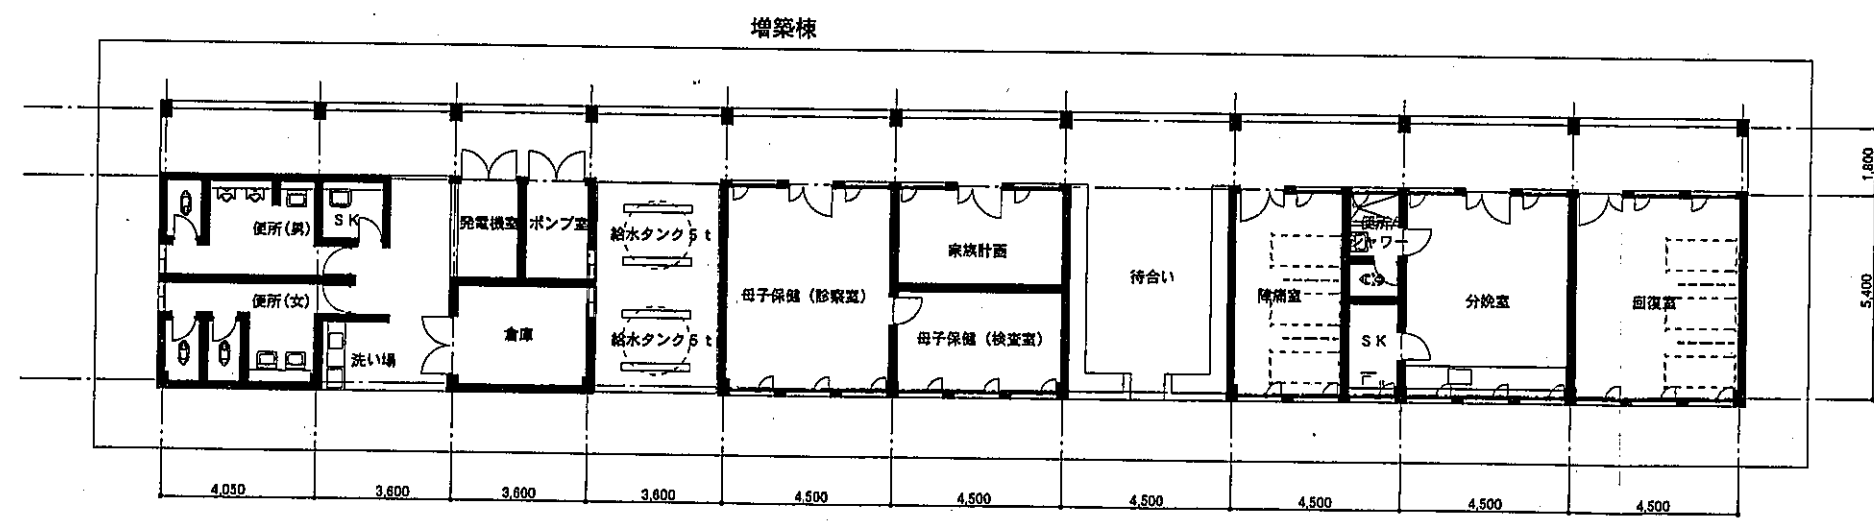 増築棟
便所(男)
SK
発電機室
ポンプ室
給水タンク5t
家族計画
待合い
便所/
シャワー
陣痛室
分娩室
回復室
母子保健(診察室)
母子保健(検査室)
便所(女)
洗い場
倉庫
給水タンク5t
SK
1,800
5,400
4,050
3,600
3,600
3,600
4,500
4,500
4,500
4,500
4,500
4,500